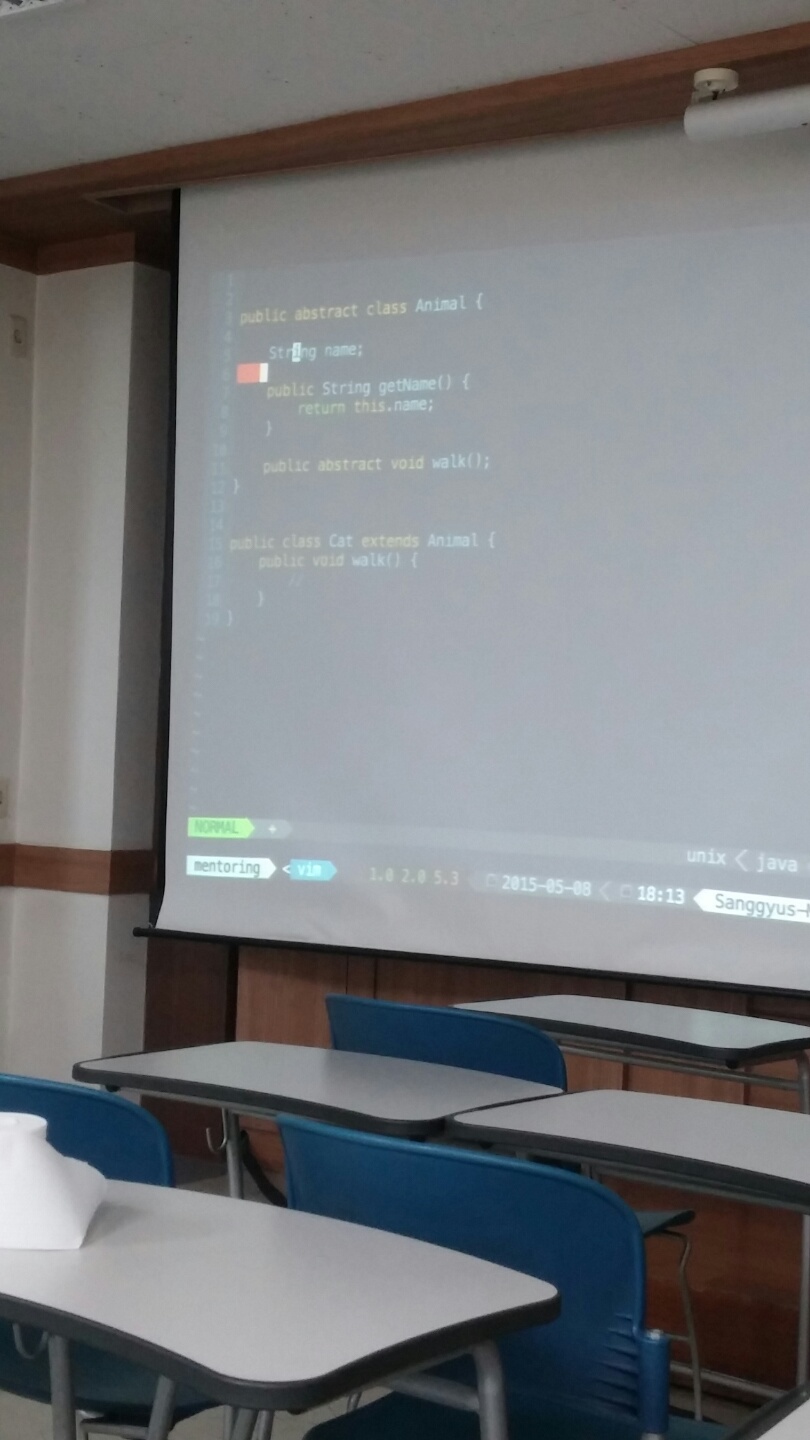 1
2
3 public abstract class Animal {
4
5     String name;
6
7     public String getName() {
8         return this.name;
9     }
10
11     public abstract void walk();
12 }
13
14
15 public class Cat extends Animal {
16     public void walk() {
17         //
18     }
19 }
~
~
~
~
~
~
~
~
~
NORMAL +
unix < java
mentoring < vim 1.0 2.0 5.3 2015-05-08 < 18:13 Sanggyus-